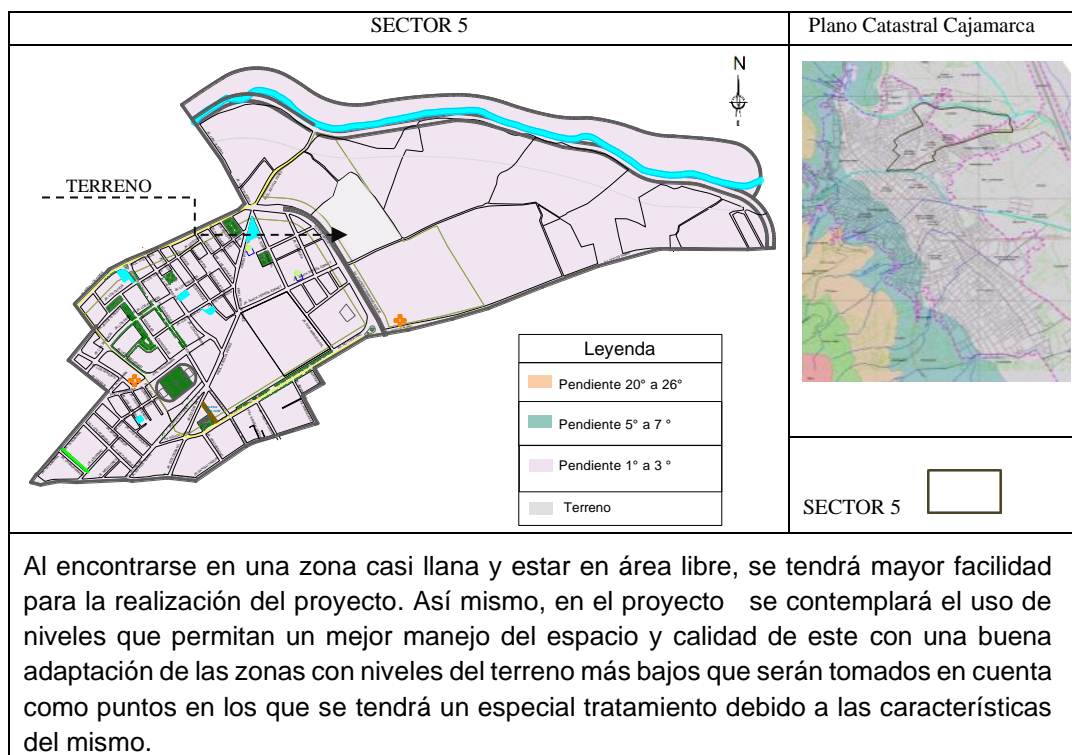 SECTOR 5
Plano Catastral Cajamarca
N
TERRENO
Leyenda
Pendiente 20° a 26°
Pendiente 5° a 7 °
Pendiente 1° a 3 °
Terreno
SECTOR 5
Al encontrarse en una zona casi llana y estar en área libre, se tendrá mayor facilidad
para la realización del proyecto. Así mismo, en el proyecto se contemplará el uso de
niveles que permitan un mejor manejo del espacio y calidad de este con una buena
adaptación de las zonas con niveles del terreno más bajos que serán tomados en cuenta
como puntos en los que se tendrá un especial tratamiento debido a las características
del mismo.